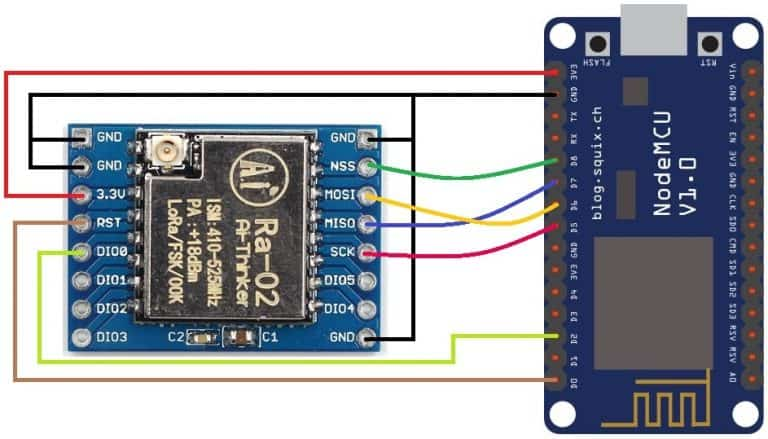 GND
GND
3.3V
RST
DIO0
DIO1
DIO2
DIO3
GND
NSS
MOSI
MISO
SCK
DIO5
DIO4
GND
C2
C1
Ai
Ra-02
Ai-Thinker
ISM:410-525MHz
PA:+18dBm
LoRa/FSK/OOK
FLASH
RST
3V3
GND
TX
RX
D8
D7
D6
D5
GND
3V3
D4
D3
D2
D1
D0
blog.squix.ch
NodeMCU
V1.0
Vin
GND
RST
EN
3V3
GND
CLK
SD0
CMD
SD1
SD2
SD3
RSV
RSV
A0